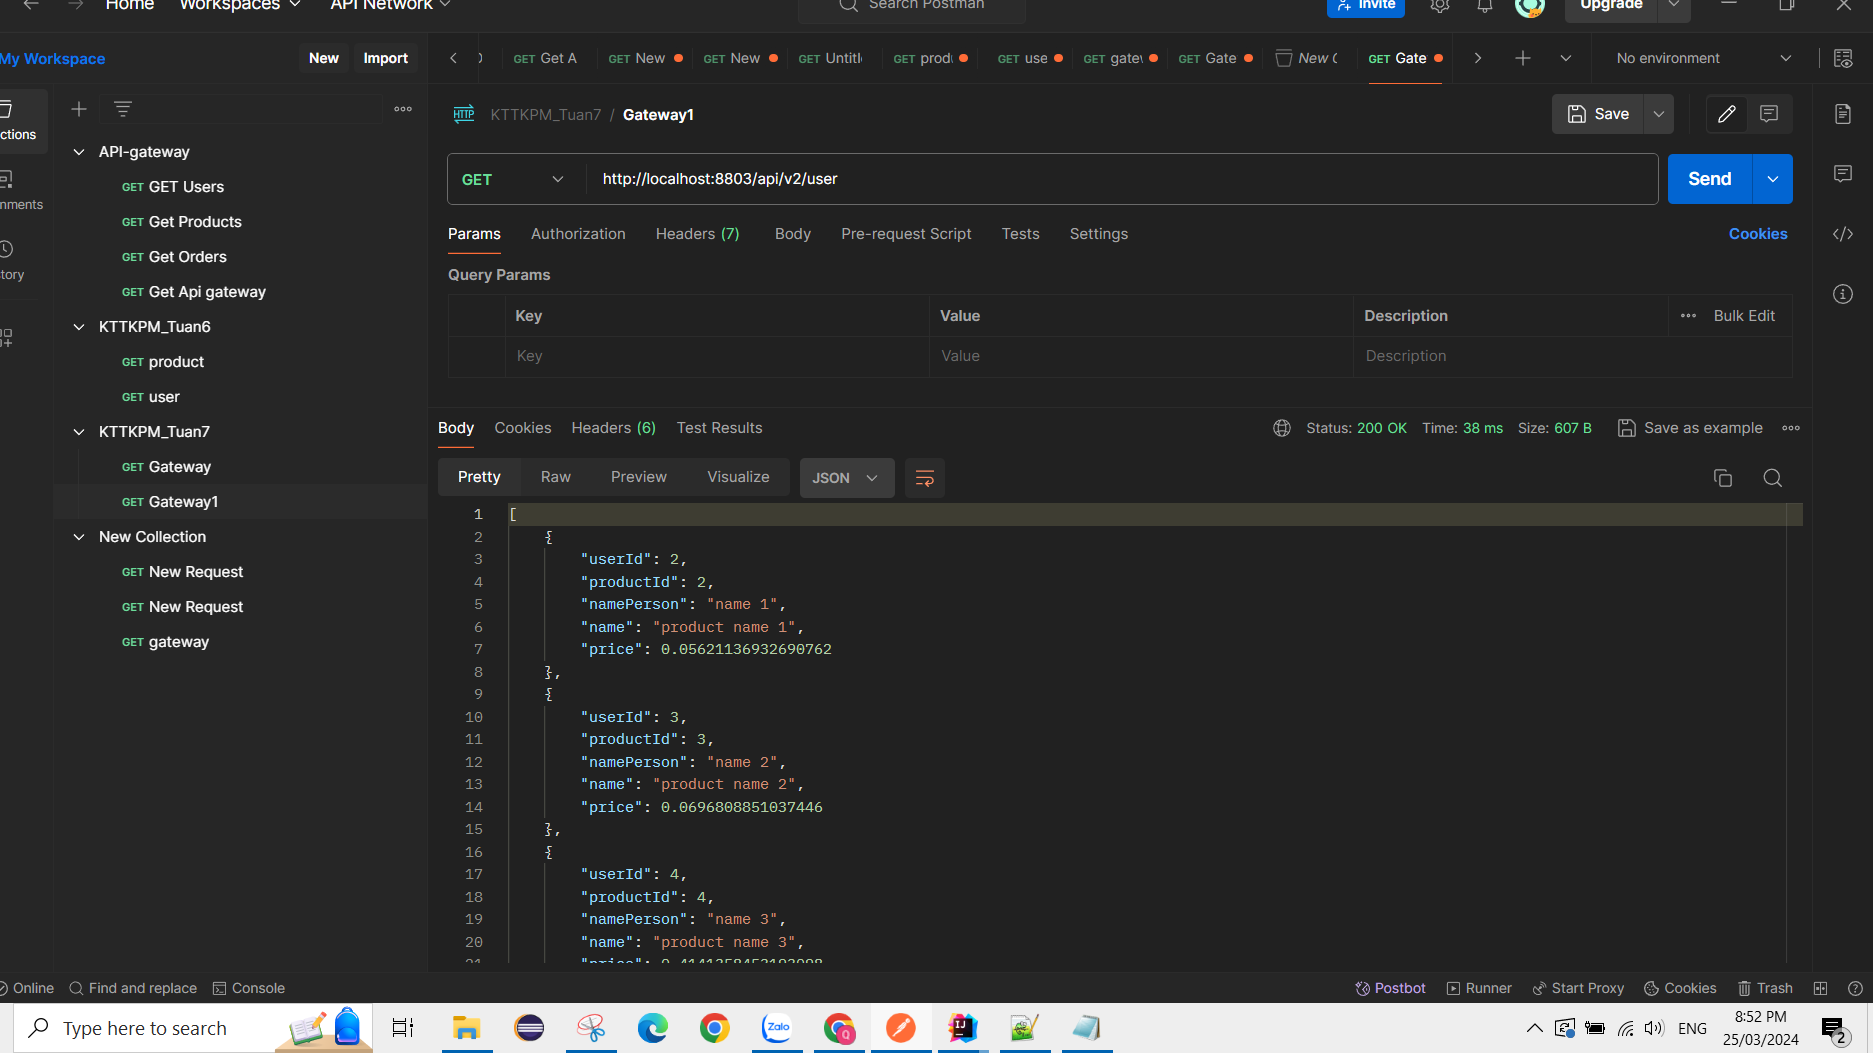 Home Workspaces API Network Search Postman Invite Upgrade
My Workspace New Import GET Get A GET New GET New GET Untitl GET prod GET use GET gate GET Gate New C GET Gate No environment
KTTKPM_Tuan7 / Gateway1 Save
HTTP
ctions
API-gateway
GET GET Users
GET Get Products
GET Get Orders
GET Get Api gateway
KTTKPM_Tuan6
GET product
GET user
KTTKPM_Tuan7
GET Gateway
GET Gateway1
New Collection
GET New Request
GET New Request
GET gateway
nments
tory
GET http://localhost:8803/api/v2/user Send
Params Authorization Headers (7) Body Pre-request Script Tests Settings Cookies
Query Params
Key Value Description Bulk Edit
Key Value Description
Body Cookies Headers (6) Test Results Status: 200 OK Time: 38 ms Size: 607 B Save as example
Pretty Raw Preview Visualize JSON
1 [
2 {
3 "userId": 2,
4 "productId": 2,
5 "namePerson": "name 1",
6 "name": "product name 1",
7 "price": 0.05621136932690762
8 },
9 {
10 "userId": 3,
11 "productId": 3,
12 "namePerson": "name 2",
13 "name": "product name 2",
14 "price": 0.0696808851037446
15 },
16 {
17 "userId": 4,
18 "productId": 4,
19 "namePerson": "name 3",
20 "name": "product name 3",
21 "price":
Online Find and replace Console Postbot Runner Start Proxy Cookies Trash
Type here to search Zalo Q IJ ENG 8:52 PM
25/03/2024 2